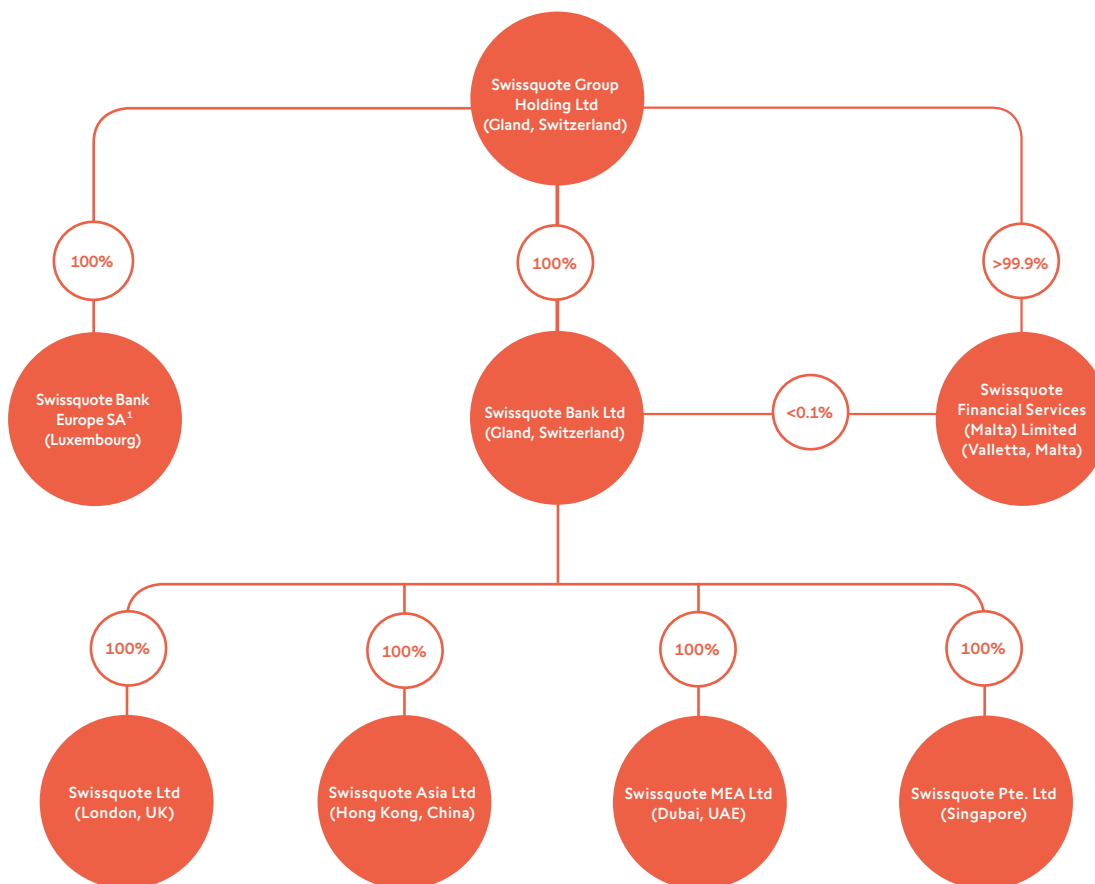 Swissquote Group
Holding Ltd
(Gland, Switzerland)
100%
100%
>99.9%
Swissquote Bank
Europe SA¹
(Luxembourg)
Swissquote Bank Ltd
(Gland, Switzerland)
<0.1%
Swissquote
Financial Services
(Malta) Limited
(Valletta, Malta)
100%
100%
100%
100%
Swissquote Ltd
(London, UK)
Swissquote Asia Ltd
(Hong Kong, China)
Swissquote MEA Ltd
(Dubai, UAE)
Swissquote Pte. Ltd
(Singapore)